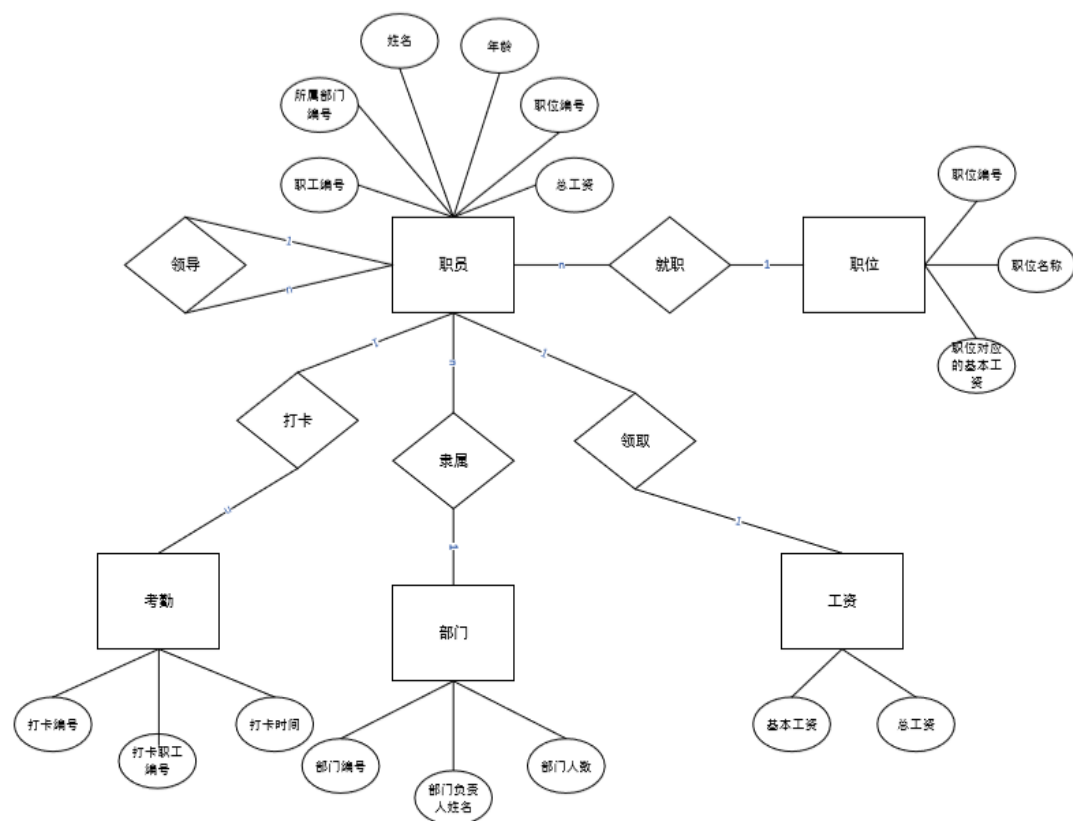 姓名
年龄
所属部门
编号
职位编号
职工编号
总工资
职位编号
领导
1
n
职员
n
就职
1
职位
职位名称
职位对应
的基本工
资
1
n
1
打卡
领取
隶属
n
1
1
考勤
部门
工资
打卡编号
打卡职工
编号
打卡时间
部门编号
部门负责
人姓名
部门人数
基本工资
总工资